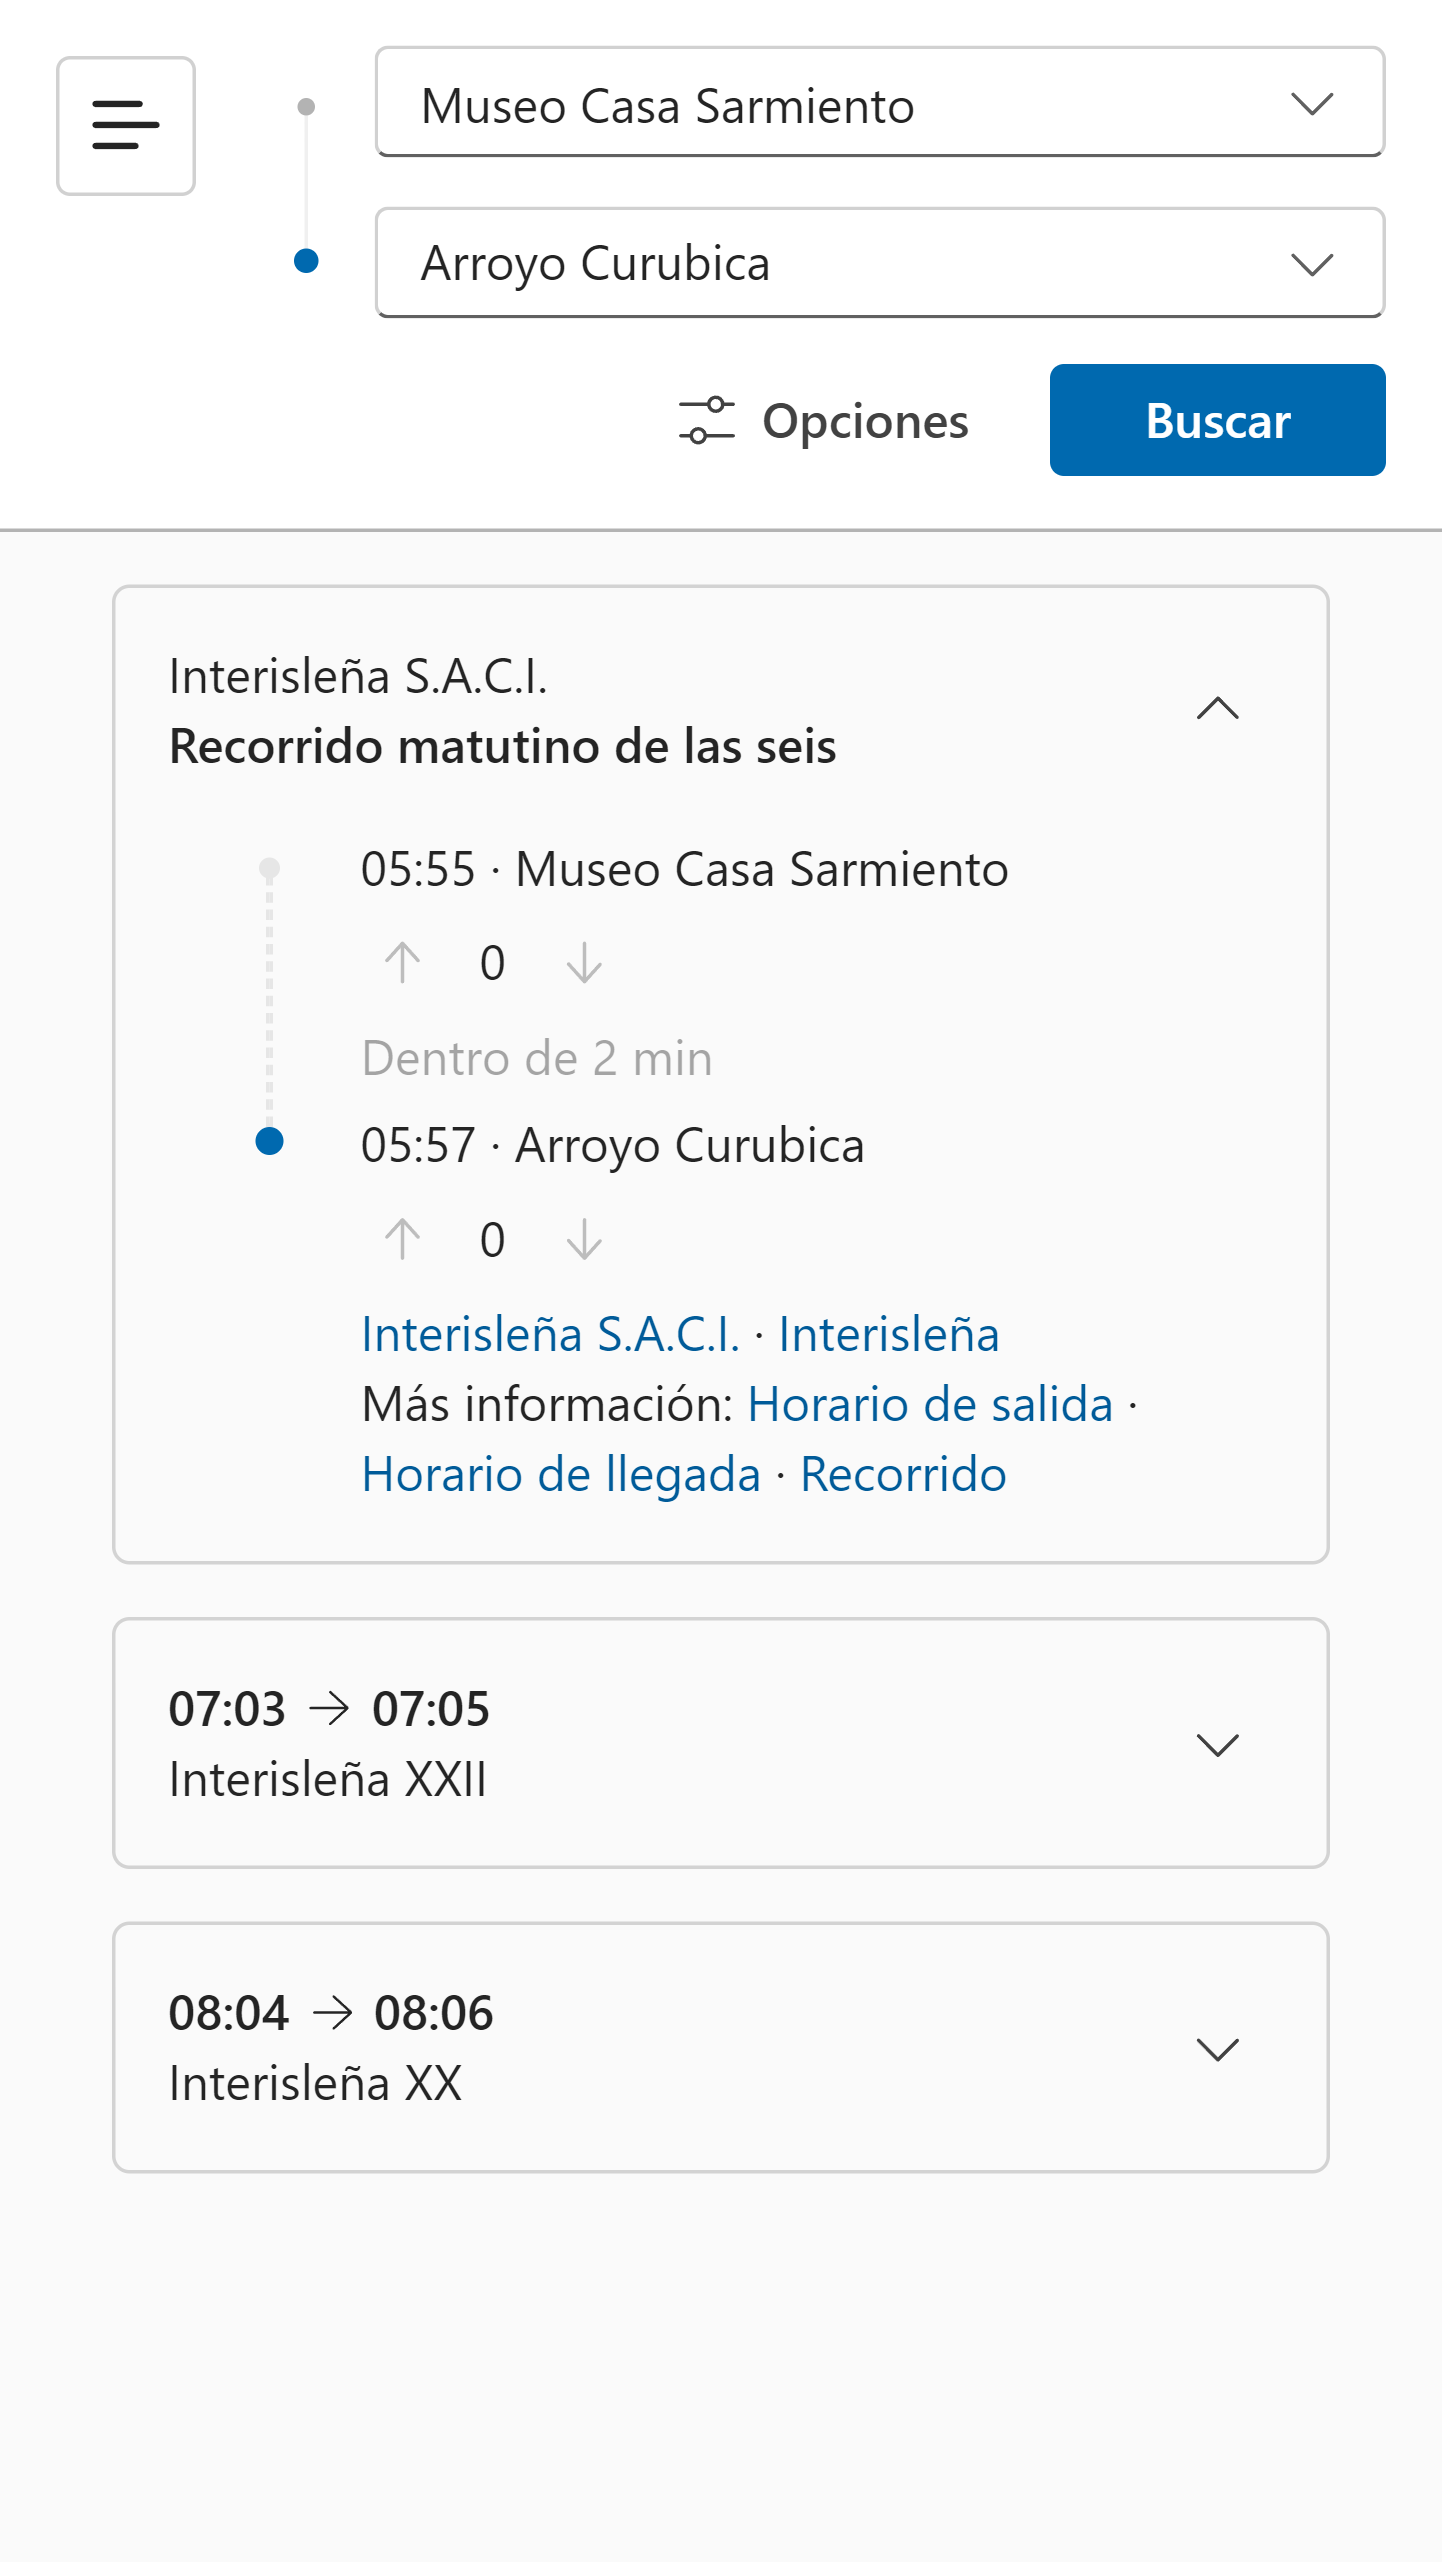 Museo Casa Sarmiento
Arroyo Curubica
Opciones
Buscar
Interisleña S.A.C.I.
Recorrido matutino de las seis
05:55 · Museo Casa Sarmiento
0
Dentro de 2 min
05:57 · Arroyo Curubica
0
Interisleña S.A.C.I. · Interisleña
Más información: Horario de salida ·
Horario de llegada · Recorrido
07:03 → 07:05
Interisleña XXII
08:04 → 08:06
Interisleña XX